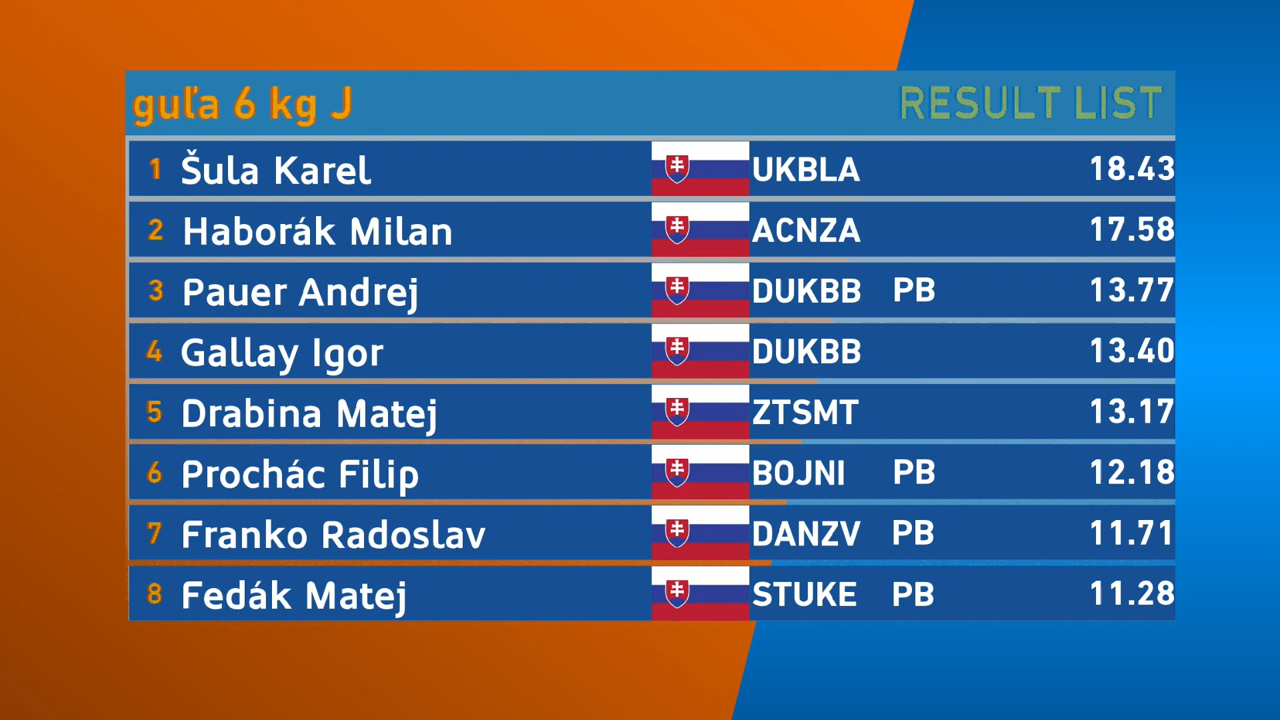 guľa 6 kg J RESULT LIST
1 Šula Karel UKBLA 18.43
2 Haborák Milan ACNZA 17.58
3 Pauer Andrej DUKBB PB 13.77
4 Gallay Igor DUKBB 13.40
5 Drabina Matej ZTSMT 13.17
6 Prochác Filip BOJNI PB 12.18
7 Franko Radoslav DANZV PB 11.71
8 Fedák Matej STUKE PB 11.28